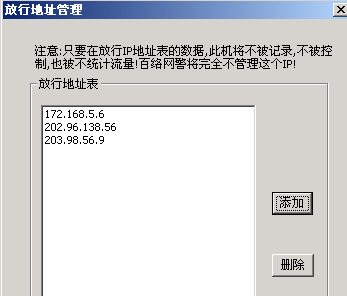 放行地址管理
注意:只要在放行IP地址表的数据,此机将不被记录,不被控
制,也被不统计流量!百络网警将完全不管理这个IP!
放行地址表
172.168.5.6
202.96.138.56
203.98.56.9
添加
删除